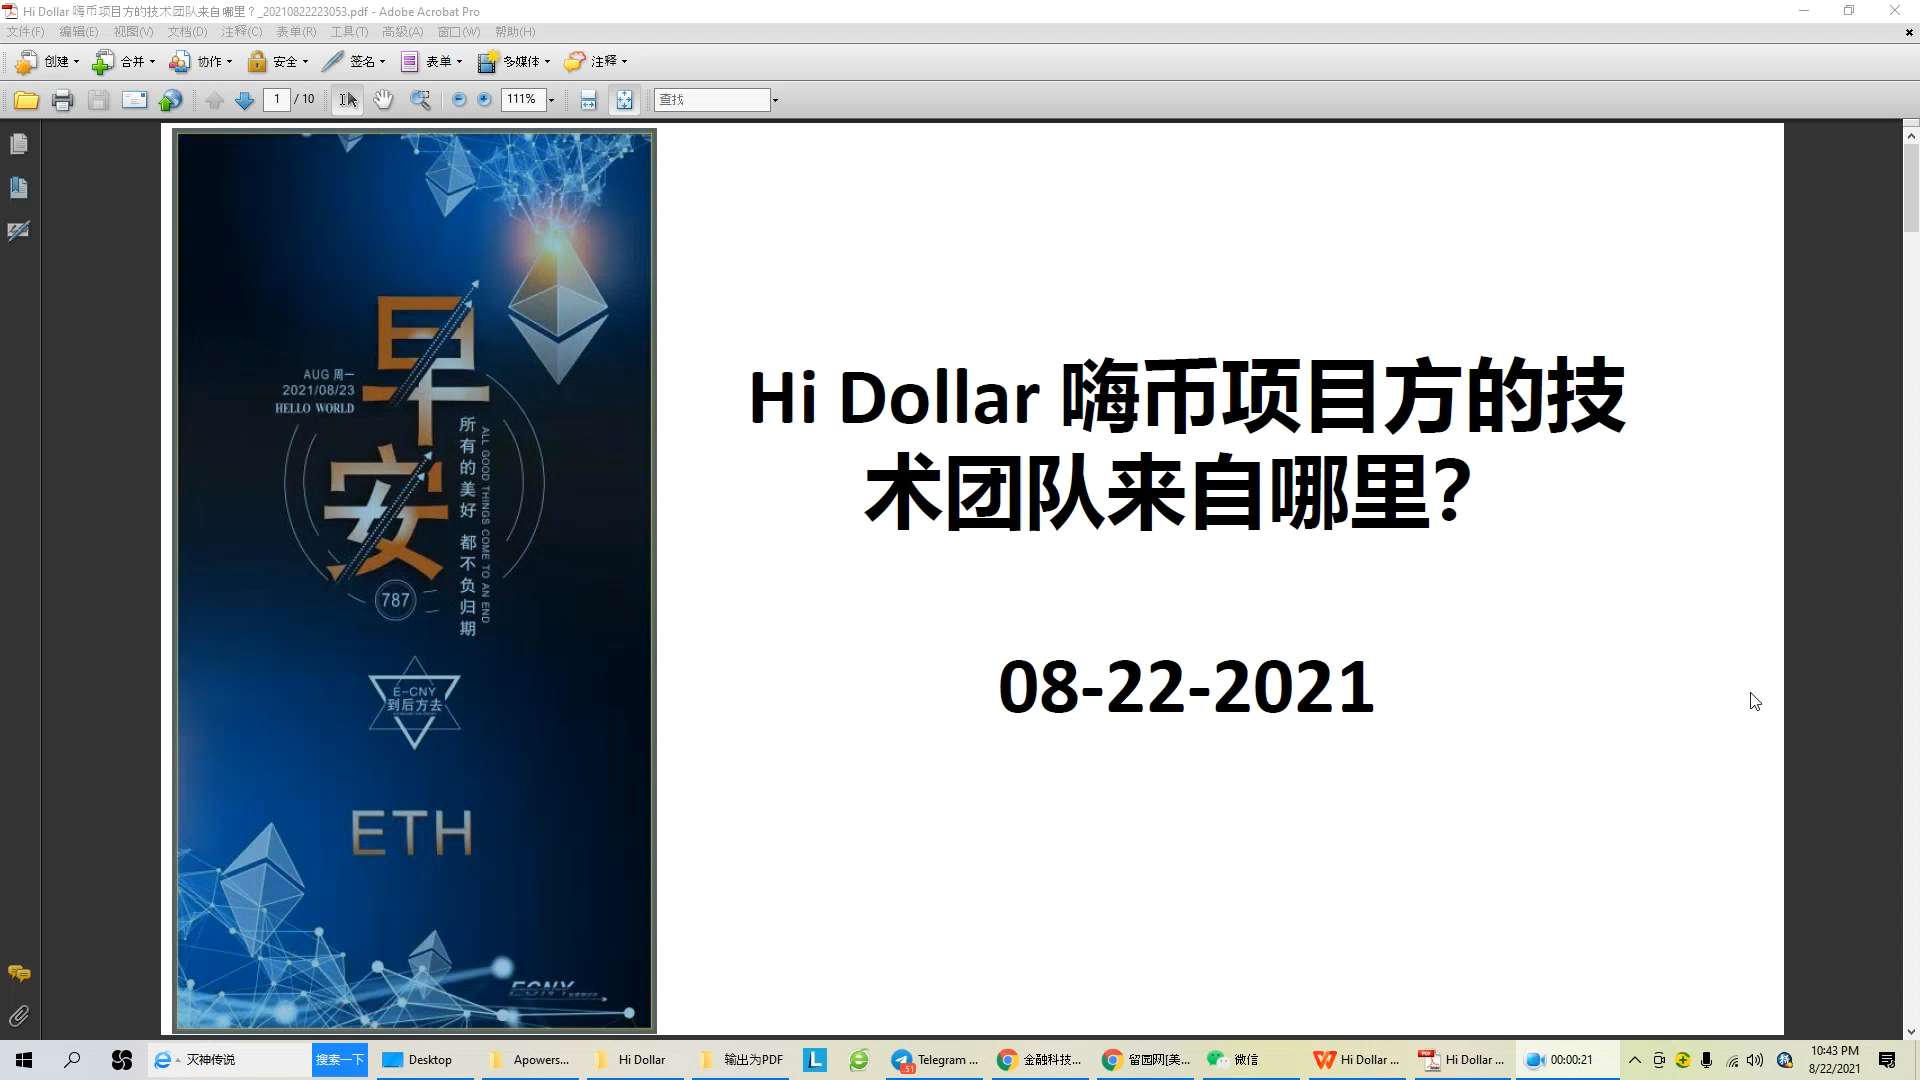 Hi Dollar 嗨币项目方的技术团队来自哪里？_20210822223053.pdf - Adobe Acrobat Pro
文件(F) 编辑(E) 视图(V) 文档(D) 注释(C) 表单(R) 工具(T) 高级(A) 窗口(W) 帮助(H)
创建 合并 协作 安全 签名 表单 多媒体 注释
1 / 10 111% 查找
早安
AUG 周一
2021/08/23
HELLO WORLD
所有的美好 都不负归期
ALL GOOD THINGS COME TO AN END
787
E-CNY
到后方去
ETH
ECNY
Hi Dollar 嗨币项目方的技
术团队来自哪里?
08-22-2021
灭神传说 搜索一下 Desktop Apowers... Hi Dollar 输出为PDF L Telegram ... 51 金融科技... 留园网[美... 微信 Hi Dollar ... Hi Dollar ... 00:00:21 10:43 PM
8/22/2021